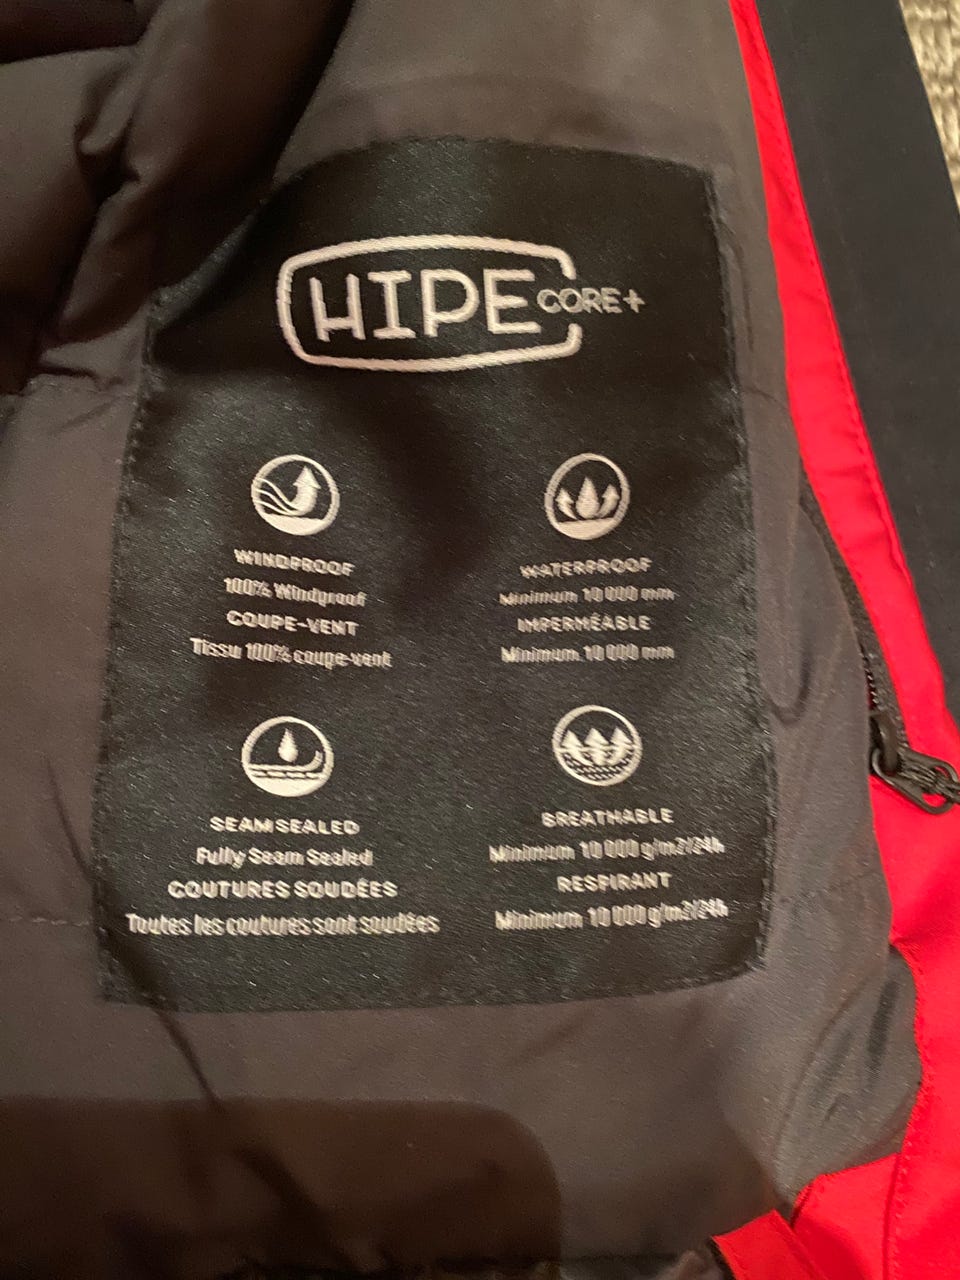 HIPE CORE+
WINDPROOF
100% Windproof
COUPE-VENT
Tissu 100% coupe-vent
WATERPROOF
Minimum 10 000 mm
IMPERMÉABLE
Minimum 10 000 mm
SEAM SEALED
Fully Seam Sealed
COUTURES SOUDÉES
Toutes les coutures sont soudées
BREATHABLE
Minimum 10 000 g/m2/24h
RESPIRANT
Minimum 10 000 g/m2/24h